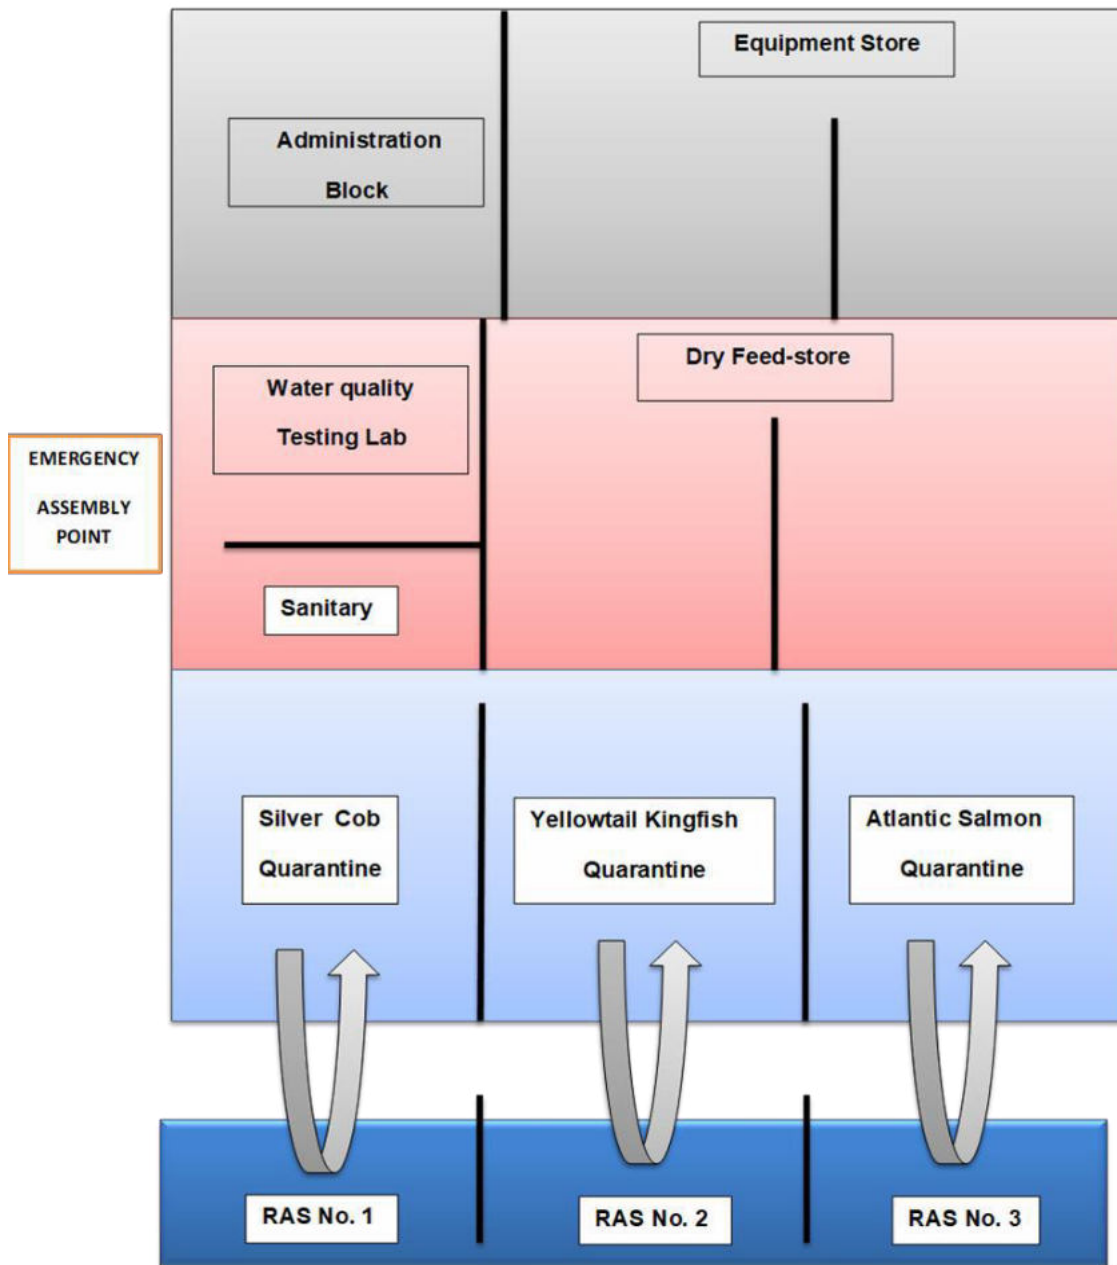 Equipment Store
Administration
Block
Dry Feed-store
Water quality
Testing Lab
EMERGENCY
ASSEMBLY
POINT
Sanitary
Silver Cob
Quarantine
Yellowtail Kingfish
Quarantine
Atlantic Salmon
Quarantine
RAS No. 1
RAS No. 2
RAS No. 3